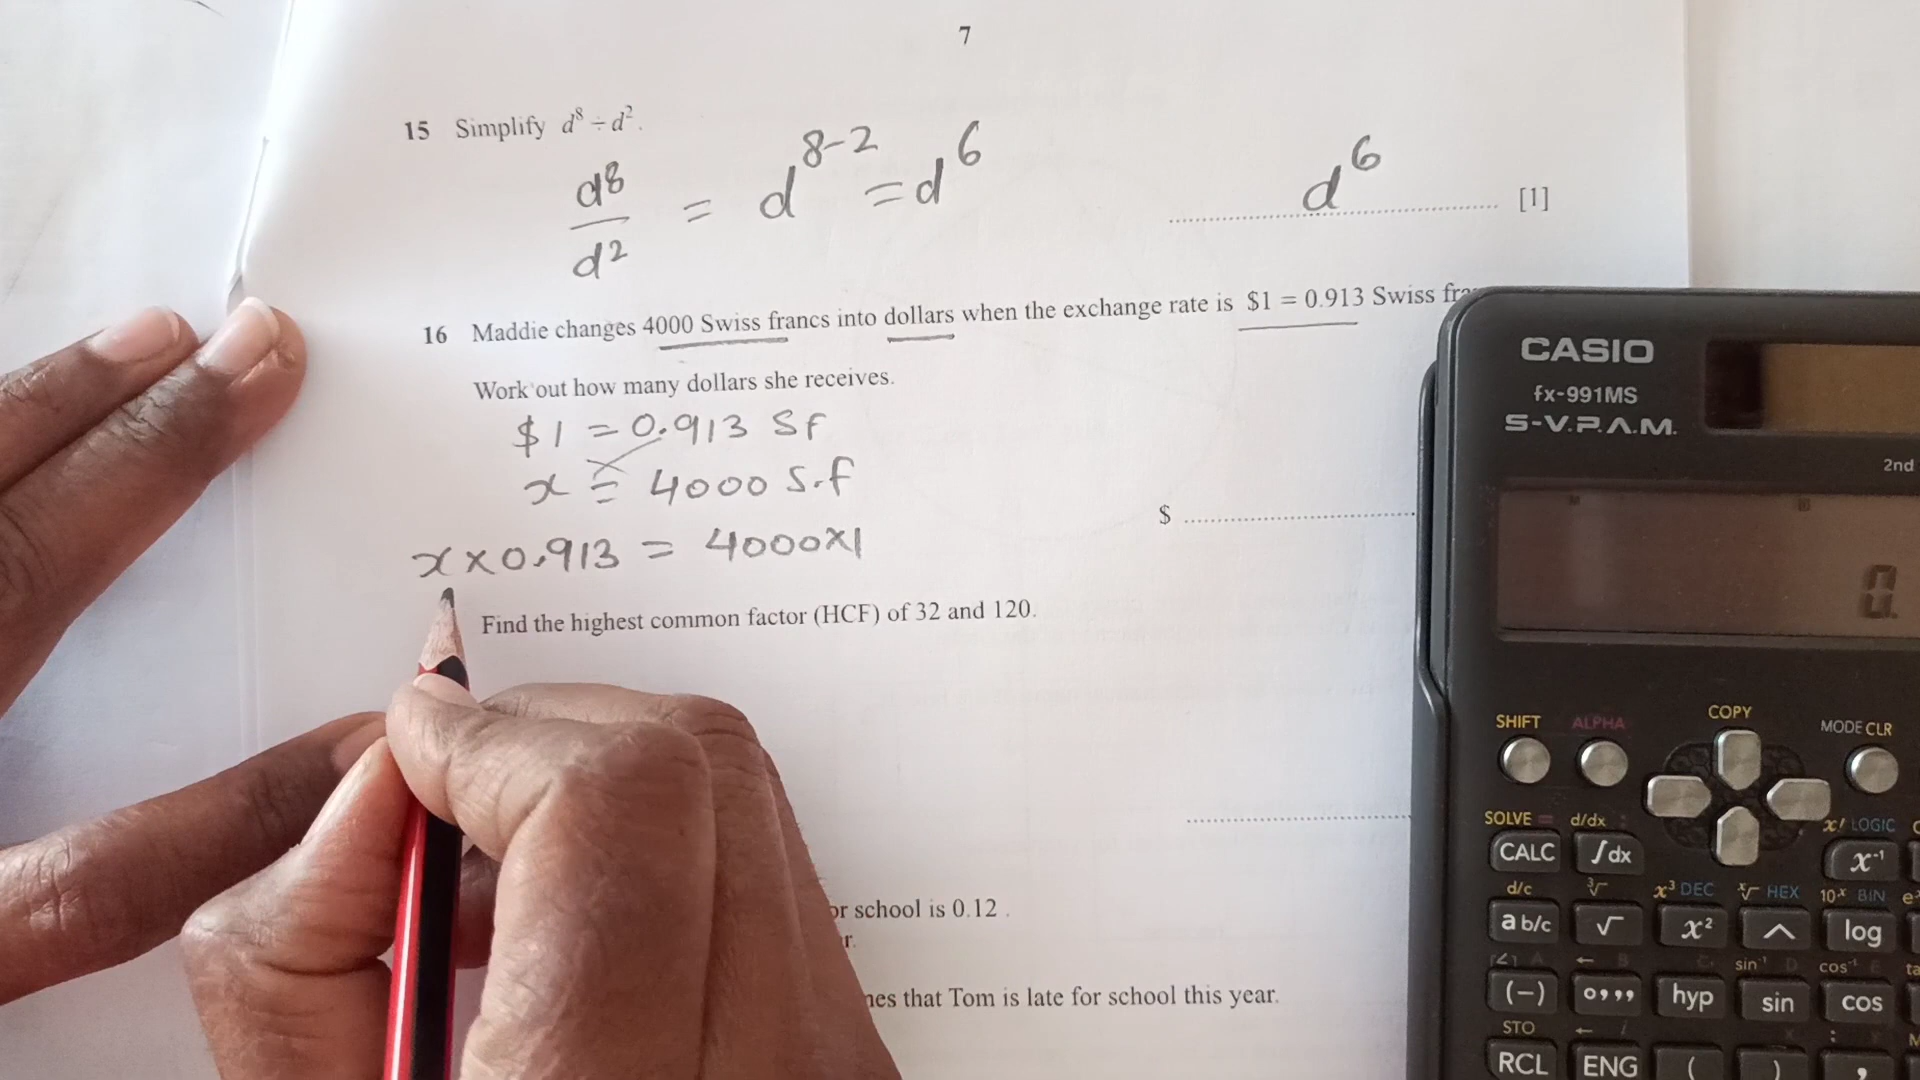 7
15 Simplify d⁸ ÷ d².
d8/d2 = d⁸⁻² = d⁶
d⁶
[1]
16 Maddie changes 4000 Swiss francs into dollars when the exchange rate is $1 = 0.913 Swiss
Work out how many dollars she receives.
$1 = 0.913 Sf
x = 4000 S.f
$
x × 0.913 = 4000×1
Find the highest common factor (HCF) of 32 and 120.
or school is 0.12 .
r.
that Tom is late for school this year.
CASIO
fx-991MS
S-V.P.A.M.
2nd
0.
SHIFT ALPHA COPY MODE CLR
SOLVE = d/dx : x! LOGIC
CALC ∫dx x⁻¹
d/c ³√ x³ DEC ˣ√ HEX 10ˣ BIN
a b/c √ x² ^ log
A ← B C sin⁻¹ D cos⁻¹ E
(−) o,,, hyp sin cos
STO ← i
RCL ENG ( ) ,